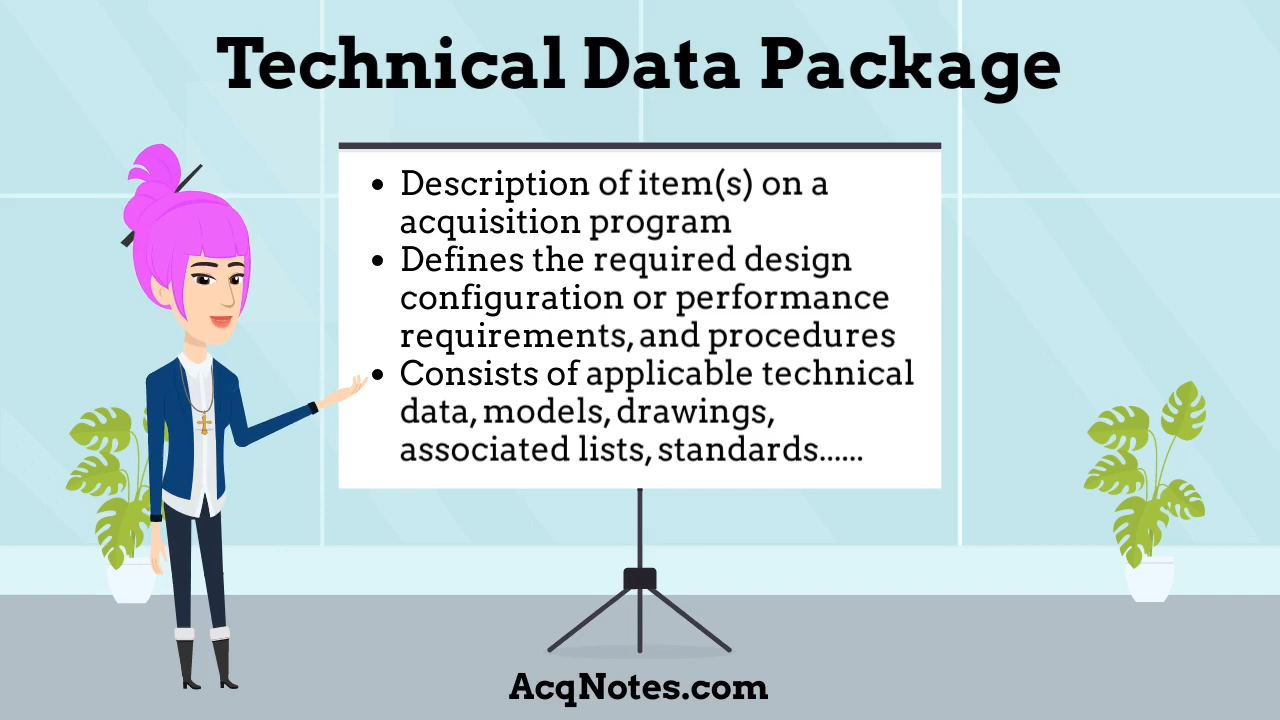 Technical Data Package
• Description of item(s) on a
acquisition program
• Defines the required design
configuration or performance
requirements, and procedures
• Consists of applicable technical
data, models, drawings,
associated lists, standards......
AcqNotes.com